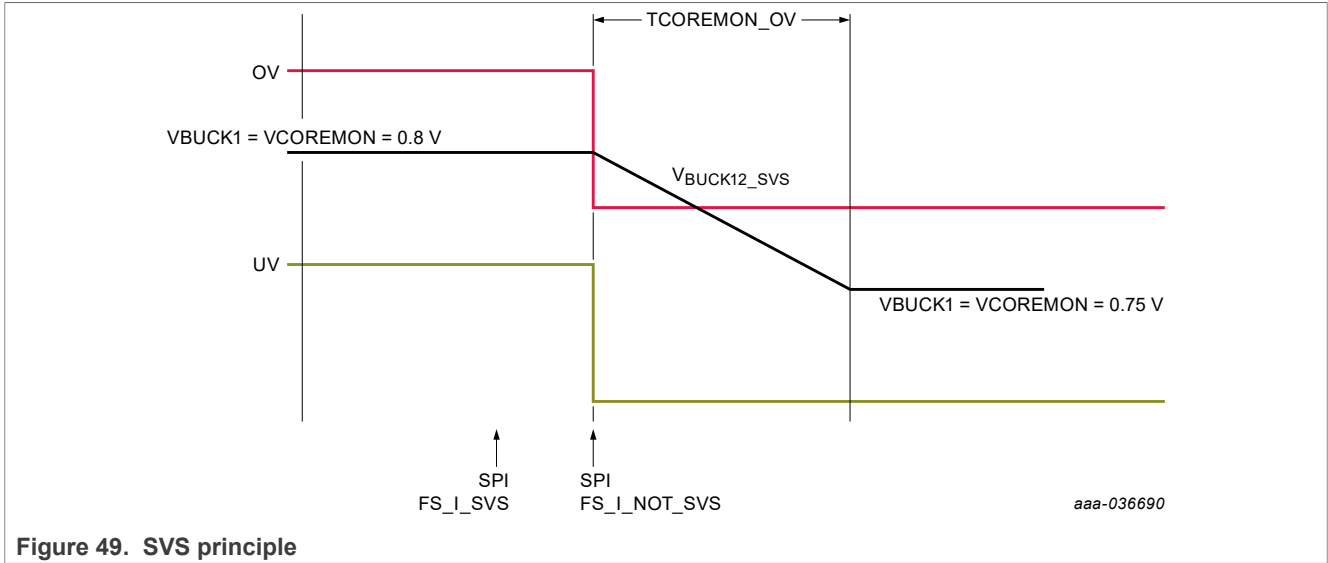 TCOREMON_OV
OV
VBUCK1 = VCOREMON = 0.8 V
VBUCK12_SVS
UV
VBUCK1 = VCOREMON = 0.75 V
SPI
FS_I_SVS
SPI
FS_I_NOT_SVS
aaa-036690
Figure 49. SVS principle